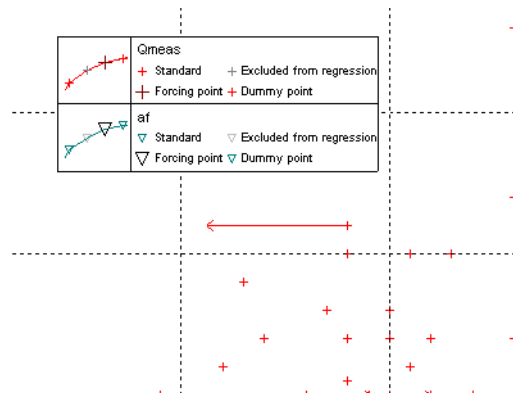 Qmeas
Standard Excluded from regression
Forcing point Dummy point
af
Standard Excluded from regression
Forcing point Dummy point